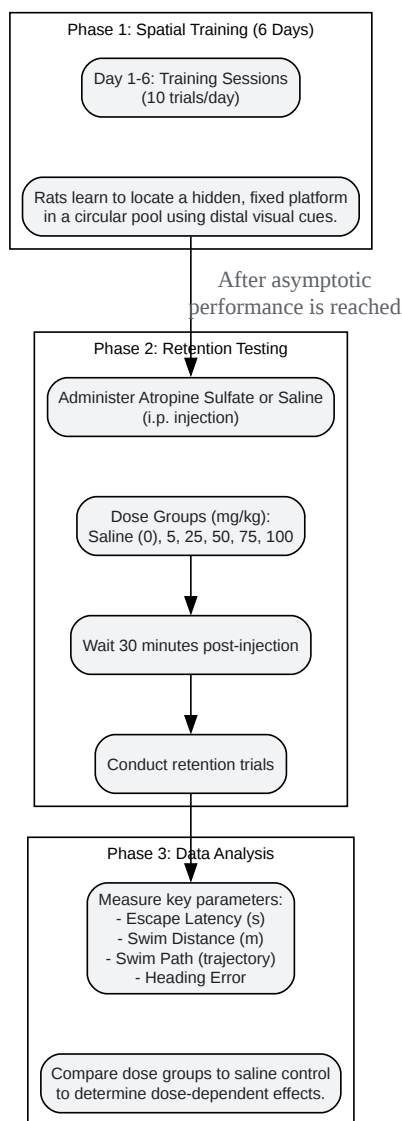 Phase 1: Spatial Training (6 Days)
Day 1-6: Training Sessions
(10 trials/day)
Rats learn to locate a hidden, fixed platform
in a circular pool using distal visual cues.
After asymptotic
performance is reached
Phase 2: Retention Testing
Administer Atropine Sulfate or Saline
(i.p. injection)
Dose Groups (mg/kg):
Saline (0), 5, 25, 50, 75, 100
Wait 30 minutes post-injection
Conduct retention trials
Phase 3: Data Analysis
Measure key parameters:
- Escape Latency (s)
- Swim Distance (m)
- Swim Path (trajectory)
- Heading Error
Compare dose groups to saline control
to determine dose-dependent effects.